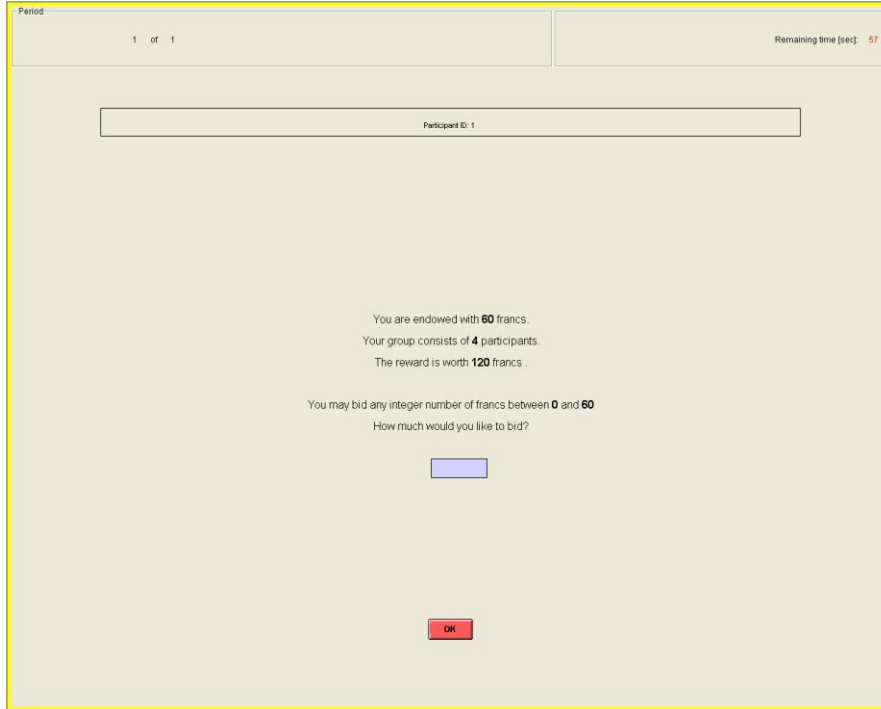 Period
1 of 1
Remaining time [sec]: 57
Participant ID: 1
You are endowed with 60 francs.
Your group consists of 4 participants.
The reward is worth 120 francs .
You may bid any integer number of francs between 0 and 60
How much would you like to bid?
OK